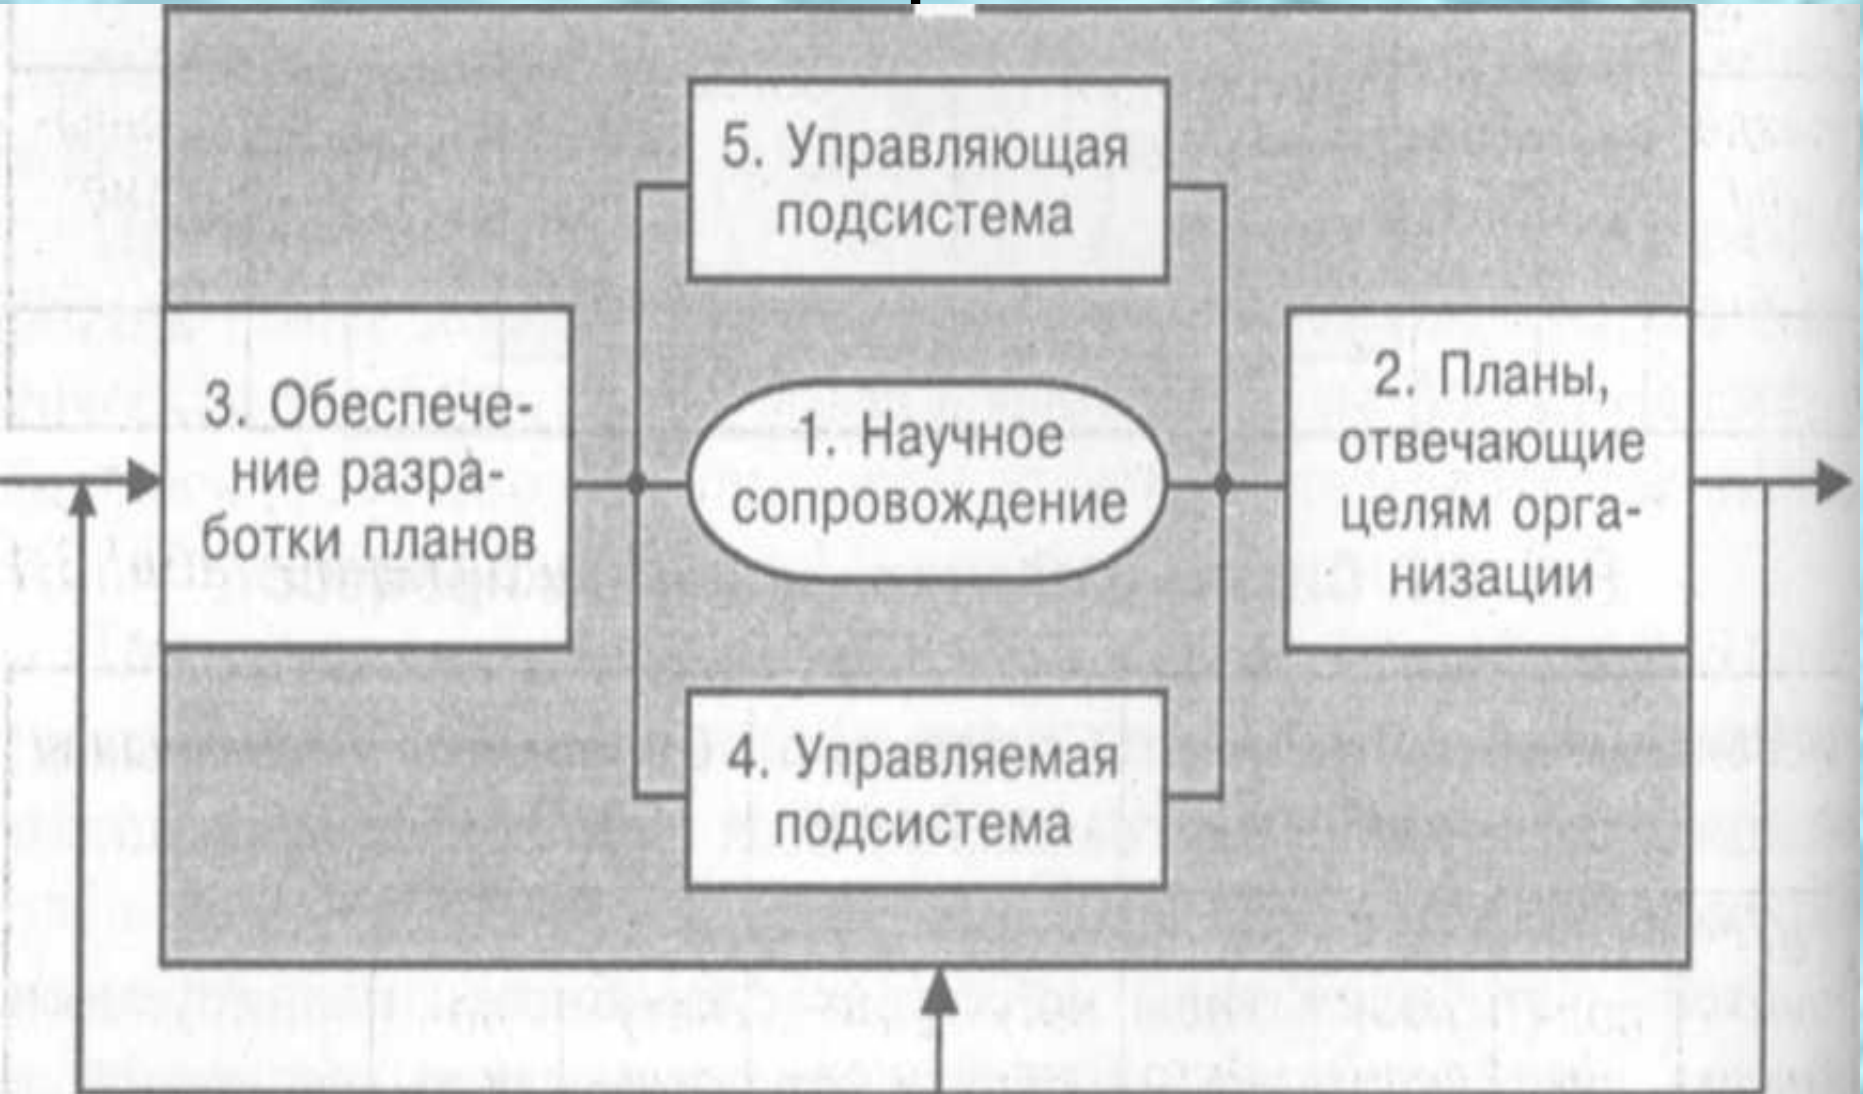 5. Управляющая
подсистема
3. Обеспече-
ние разра-
ботки планов
1. Научное
сопровождение
2. Планы,
отвечающие
целям орга-
низации
4. Управляемая
подсистема